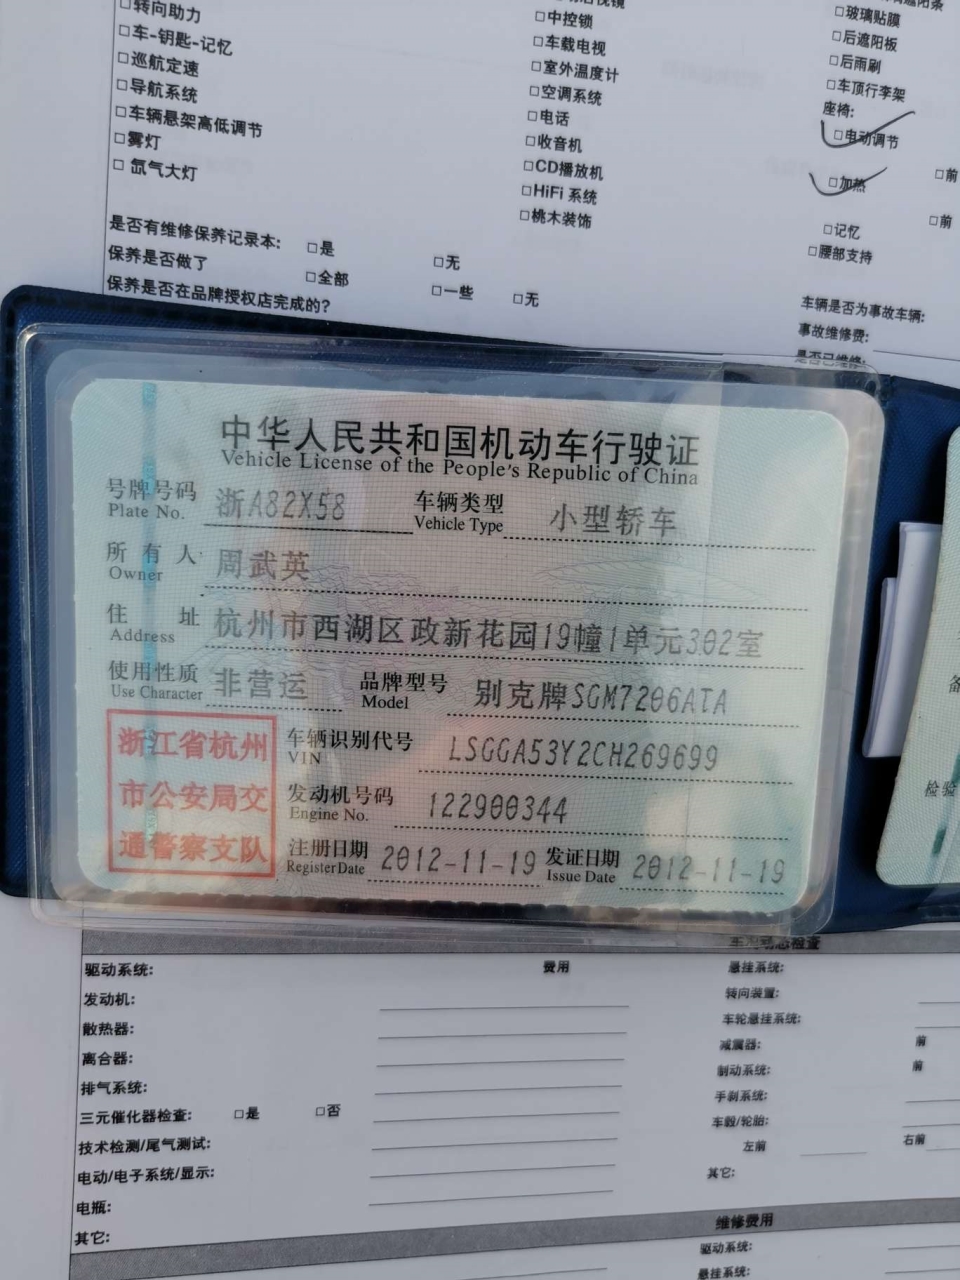 □转向助力
□车-钥匙-记忆
□巡航定速
□导航系统
□车辆悬架高低调节
□雾灯
□ 氙气大灯
□中控锁
□车载电视
□室外温度计
□空调系统
□电话
□收音机
□CD播放机
□HiFi 系统
□桃木装饰
□玻璃贴膜
□后遮阳板
□后雨刷
□车顶行李架
座椅:
□电动调节
□前
□加热
□前
□记忆
□腰部支持
是否有维修保养记录本: □是 □无
保养是否做了 □全部 □一些 □无
保养是否在品牌授权店完成的?
车辆是否为事故车辆:
事故维修费:
是否已维修:
中华人民共和国机动车行驶证
Vehicle License of the People's Republic of China
号牌号码 浙A82X58 车辆类型 小型轿车
Plate No. Vehicle Type
所有人 周武英
Owner
住址 杭州市西湖区政新花园19幢1单元302室
Address
使用性质 非营运 品牌型号 别克牌SGM7206ATA
Use Character Model
浙江省杭州
市公安局交
通警察支队
车辆识别代号 LSGGA53Y2CH269699
VIN
发动机号码 122900344
Engine No.
注册日期 2012-11-19 发证日期 2012-11-19
Register Date Issue Date
备
检验
驱动系统: 费用
发动机:
散热器:
离合器:
排气系统:
三元催化器检查: □是 □否
技术检测/尾气测试:
电动/电子系统/显示:
电瓶:
其它:
悬挂系统:
转向装置:
车轮悬挂系统:
减震器: 前
制动系统: 前
手刹系统:
车毂/轮胎:
左前 右前
其它:
维修费用
驱动系统:
悬挂系统: